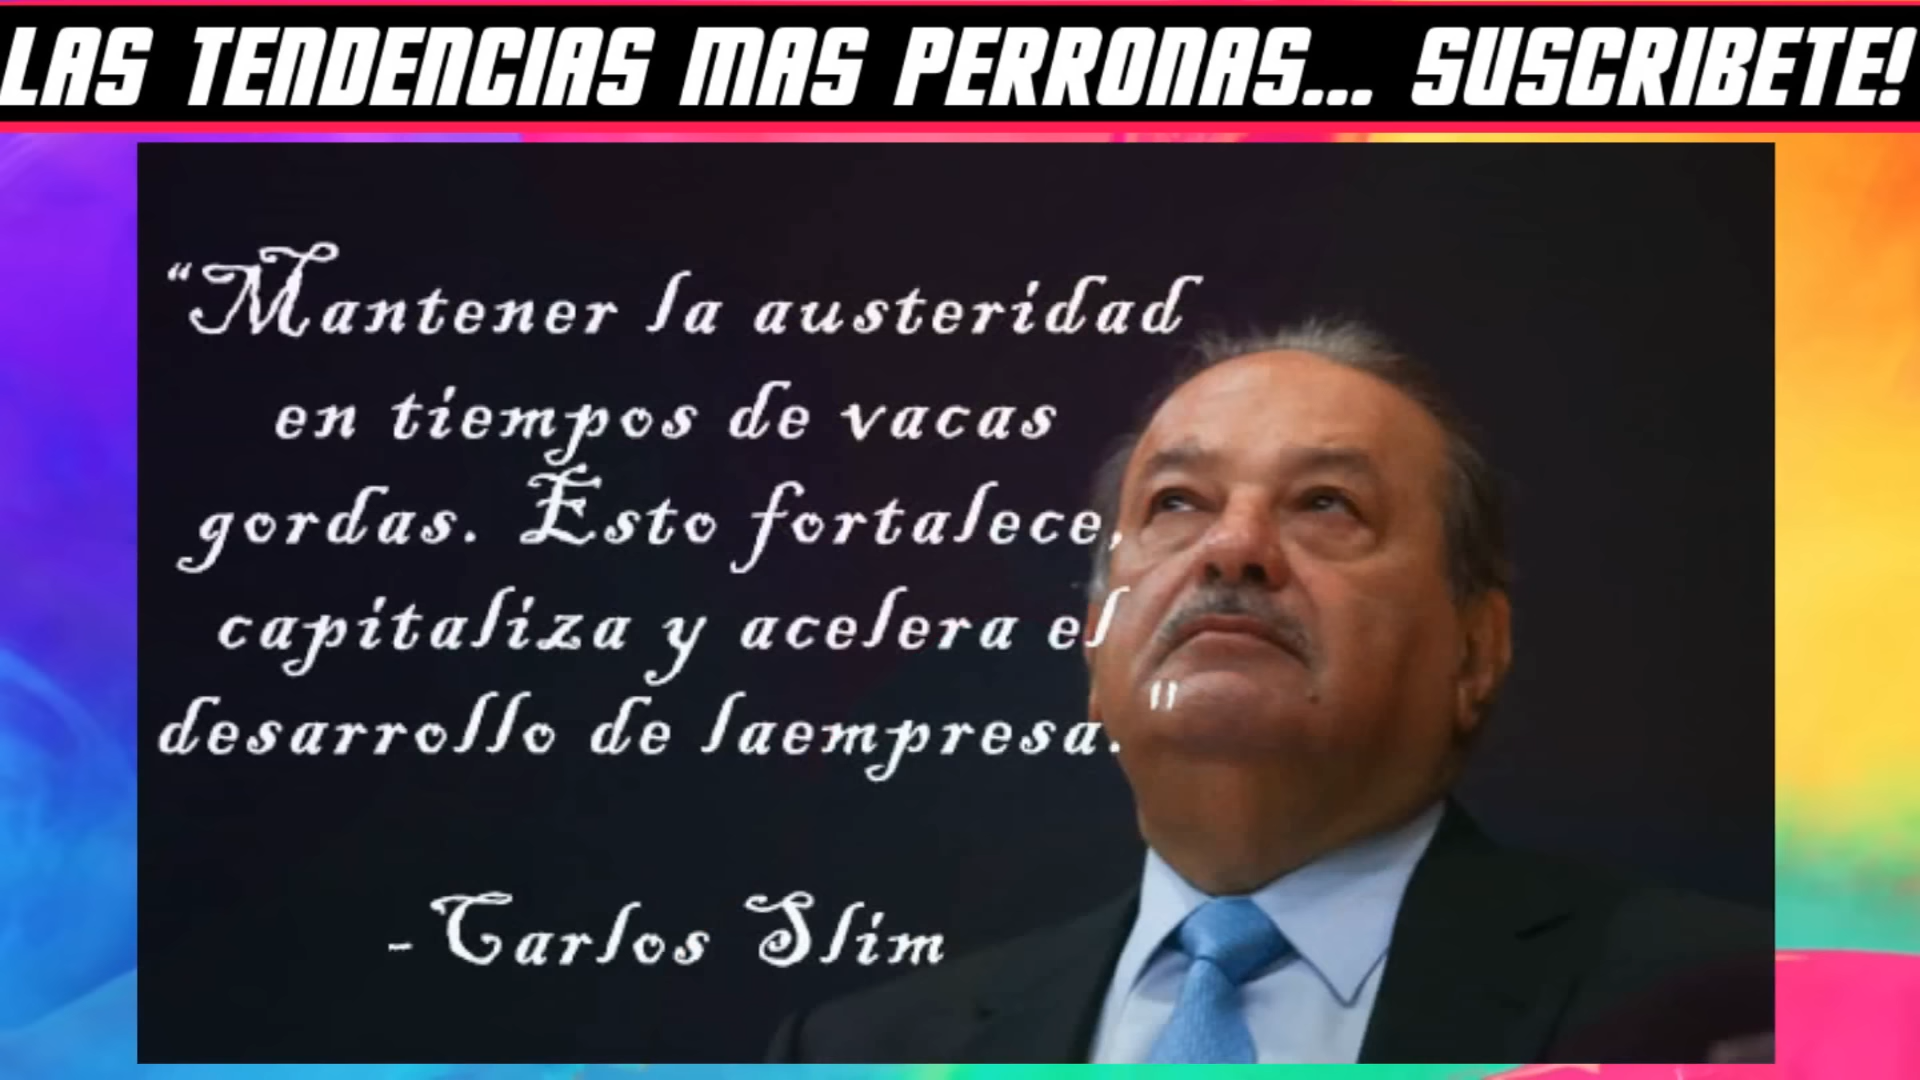 LAS TENDENCIAS MAS PERRONAS... SUSCRIBETE!
“Mantener la austeridad
en tiempos de vacas
gordas. Esto fortalece,
capitaliza y acelera el
desarrollo de laempresa."
-Carlos Slim